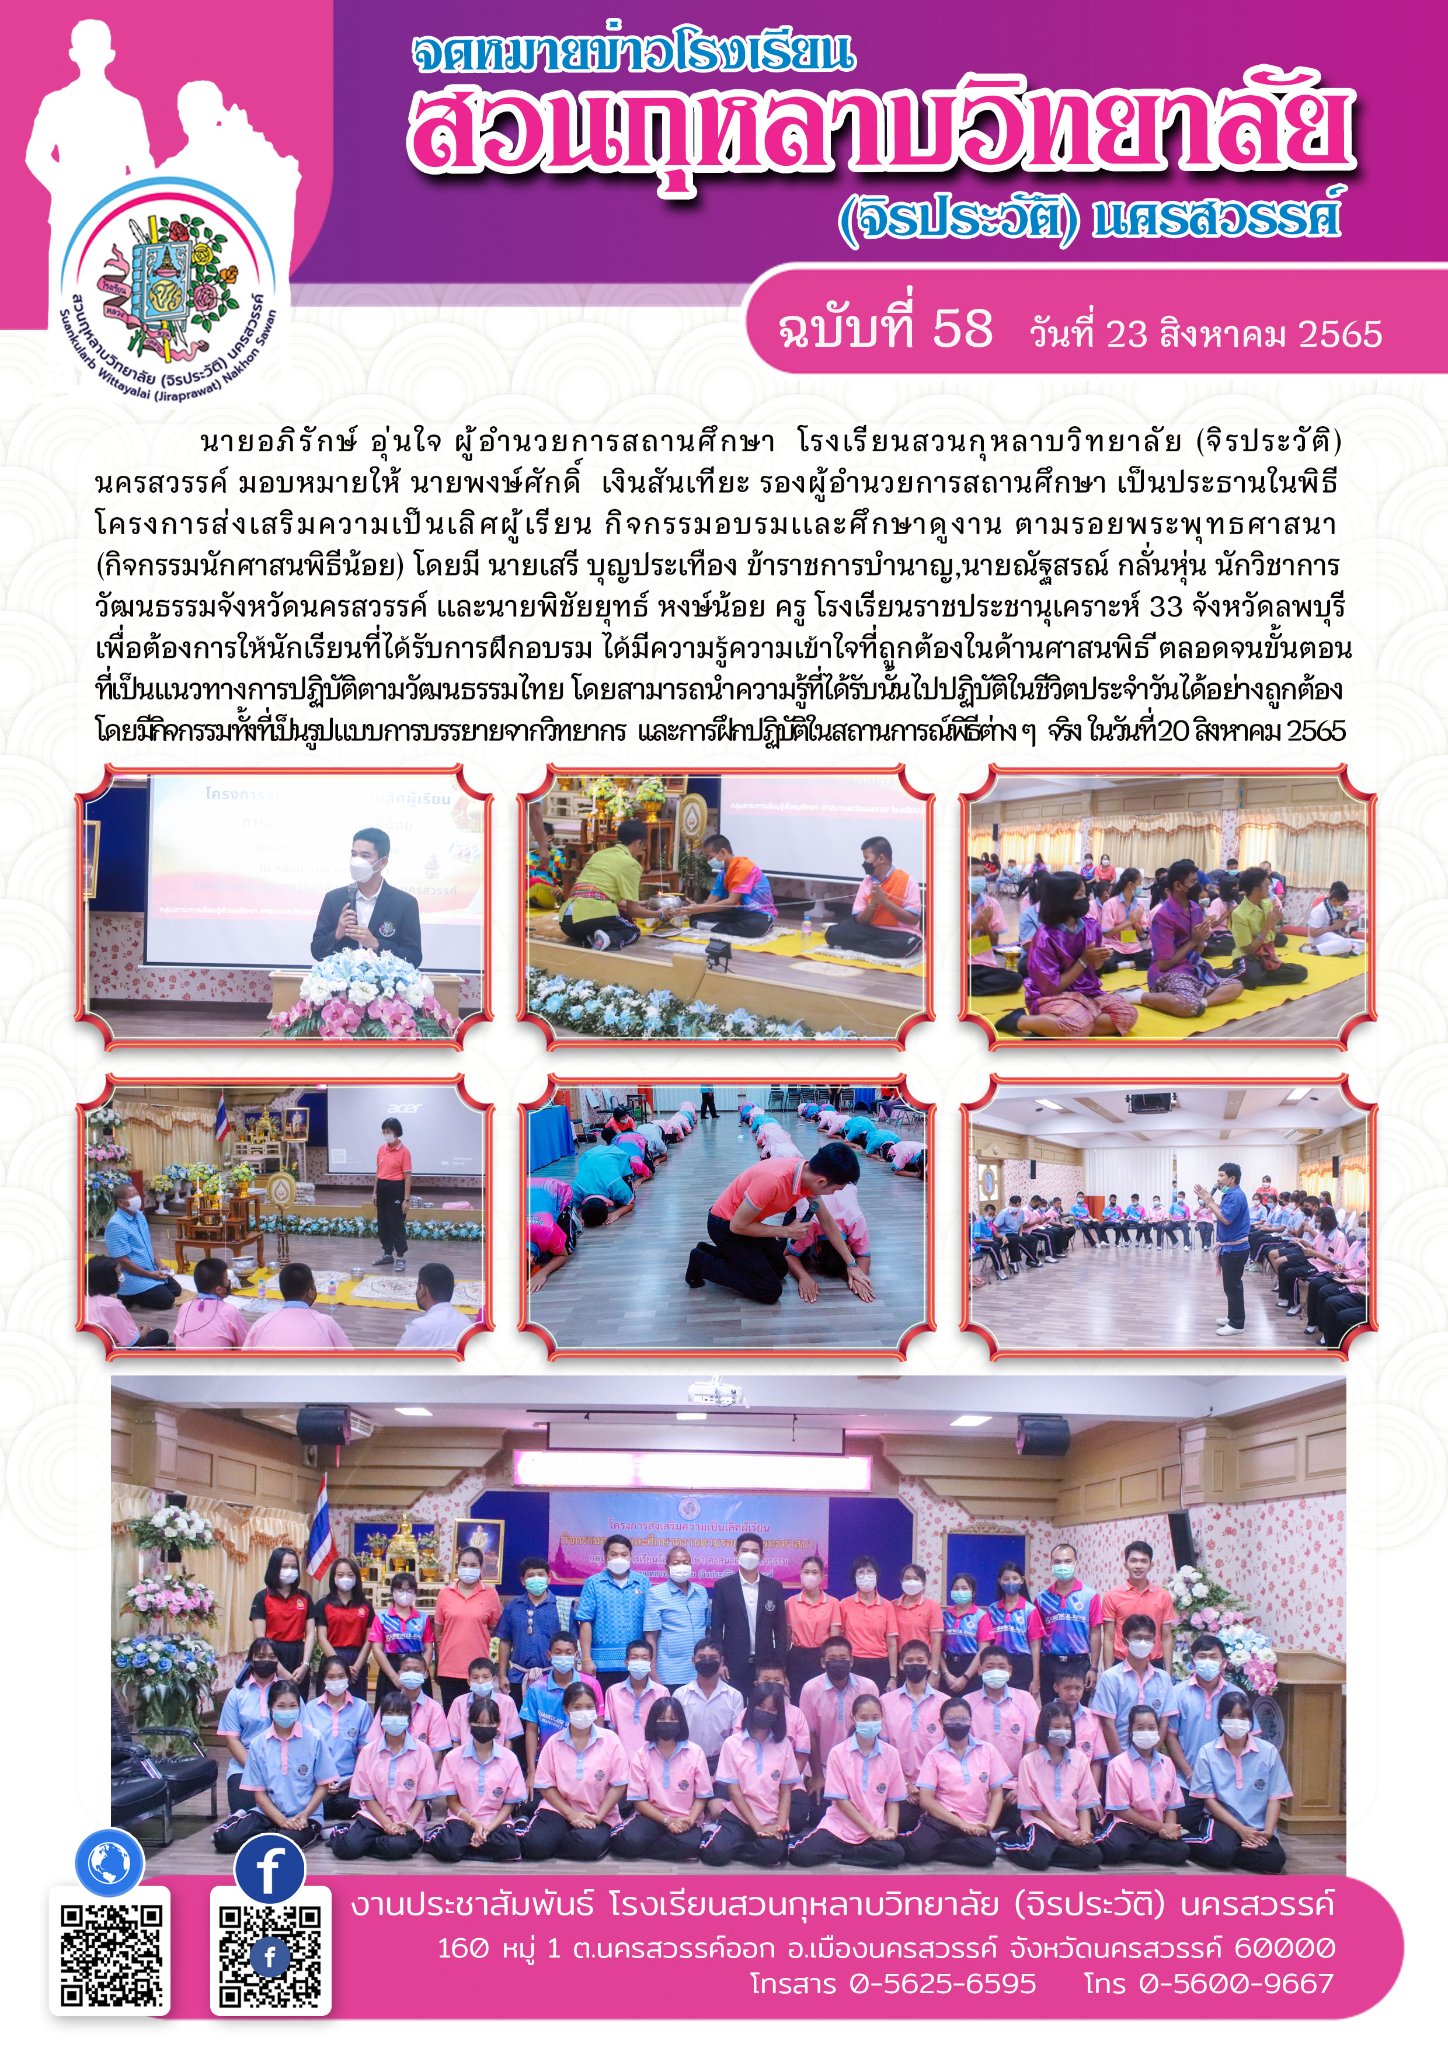 จดหมายข่าวโรงเรียน
สวนกุหลาบวิทยาลัย
(จิรประวัติ) นครสวรรค์
โรงเรียน
หลวง
สวนกุหลาบวิทยาลัย (จิรประวัติ) นครสวรรค์
Suankularb Wittayalai (Jiraprawat) Nakhon Sawan
ฉบับที่ 58 วันที่ 23 สิงหาคม 2565
นายอภิรักษ์ อุ่นใจ ผู้อำนวยการสถานศึกษา โรงเรียนสวนกุหลาบวิทยาลัย (จิรประวัติ)
นครสวรรค์ มอบหมายให้ นายพงษ์ศักดิ์ เงินสันเทียะ รองผู้อำนวยการสถานศึกษา เป็นประธานในพิธี
โครงการส่งเสริมความเป็นเลิศผู้เรียน กิจกรรมอบรมและศึกษาดูงาน ตามรอยพระพุทธศาสนา
(กิจกรรมนักศาสนพิธีน้อย) โดยมี นายเสรี บุญประเทือง ข้าราชการบำนาญ,นายณัฐสรณ์ กลั่นหุ่น นักวิชาการ
วัฒนธรรมจังหวัดนครสวรรค์ และนายพิชัยยุทธ์ หงษ์น้อย ครู โรงเรียนราชประชานุเคราะห์ 33 จังหวัดลพบุรี
เพื่อต้องการให้นักเรียนที่ได้รับการฝึกอบรม ได้มีความรู้ความเข้าใจที่ถูกต้องในด้านศาสนพิธี ตลอดจนขั้นตอน
ที่เป็นแนวทางการปฏิบัติตามวัฒนธรรมไทย โดยสามารถนำความรู้ที่ได้รับนั้นไปปฏิบัติในชีวิตประจำวันได้อย่างถูกต้อง
โดยมีกิจกรรมทั้งที่เป็นรูปแบบการบรรยายจากวิทยากร และการฝึกปฏิบัติในสถานการณ์พิธีต่าง ๆ จริง ในวันที่ 20 สิงหาคม 2565
acer
โครงการส่งเสริมความเป็นเลิศผู้เรียน
งานประชาสัมพันธ์ โรงเรียนสวนกุหลาบวิทยาลัย (จิรประวัติ) นครสวรรค์
160 หมู่ 1 ต.นครสวรรค์ออก อ.เมืองนครสวรรค์ จังหวัดนครสวรรค์ 60000
โทรสาร 0-5625-6595 โทร 0-5600-9667